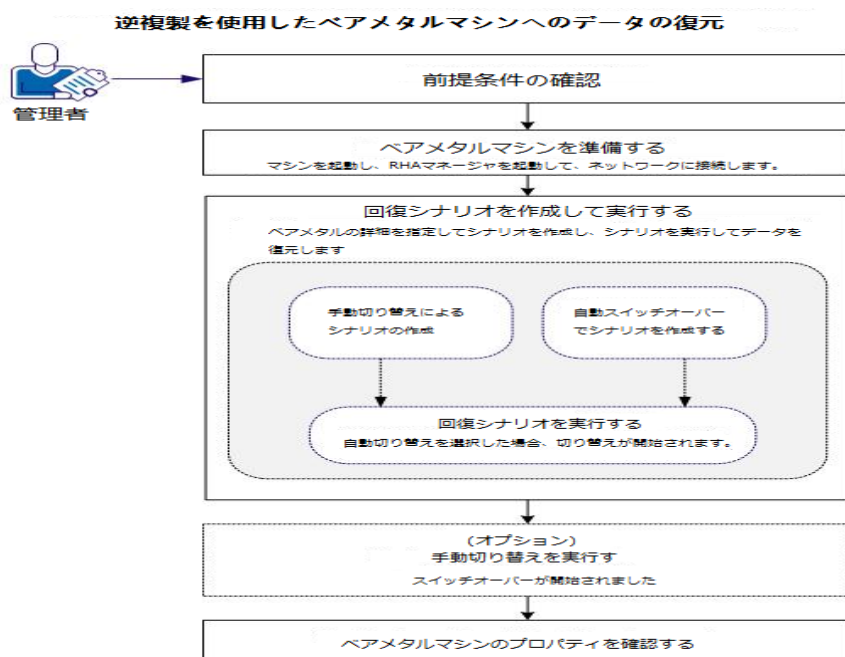 逆複製を使用したベアメタルマシンへのデータの復元
管理者
前提条件の確認
ベアメタルマシンを準備する
マシンを起動し、RHAマネージャを起動して、ネットワークに接続します。
回復シナリオを作成して実行する
ベアメタルの詳細を指定してシナリオを作成し、シナリオを実行してデータを
復元します
手動切り替えによる
シナリオの作成
自動スイッチオーバー
でシナリオを作成する
回復シナリオを実行する
自動切り替えを選択した場合、切り替えが開始されます。
(オプション)
手動切り替えを実行す
スイッチオーバーが開始されました
ベアメタルマシンのプロパティを確認する